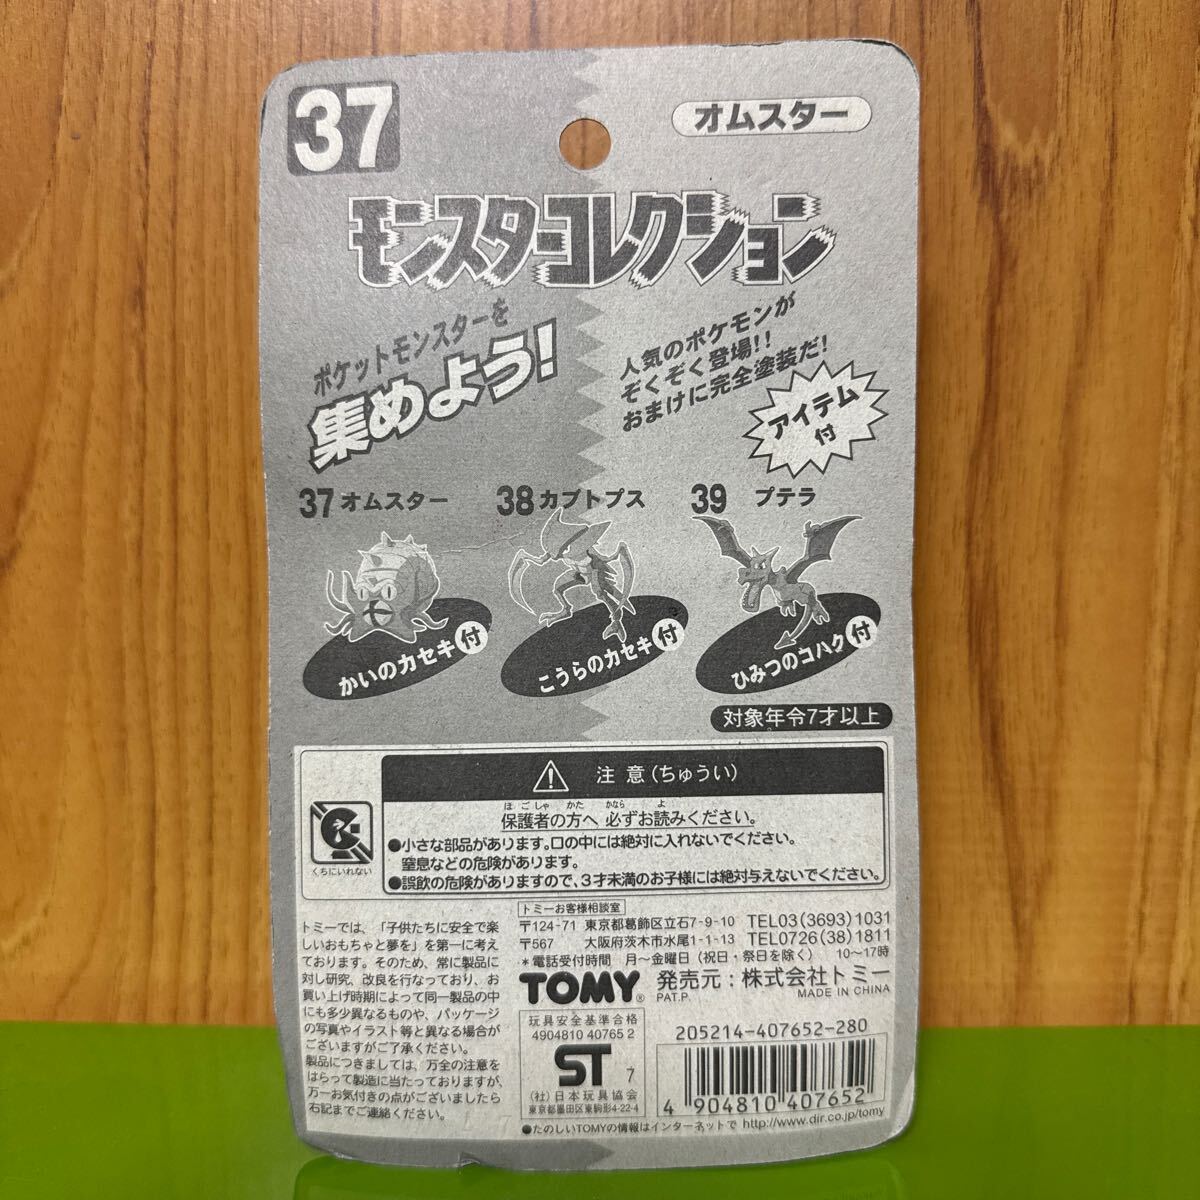 37
オムスター
モンスターコレクション
ポケットモンスターを
集めよう!
人気のポケモンが
ぞくぞく登場!!
おまけに完全塗装だ!
アイテム
付
37 オムスター
38 カブトプス
39 プテラ
かいのカセキ付
こうらのカセキ付
ひみつのコハク付
対象年令7才以上
注意(ちゅうい)
ほごしゃ かた かなら よ
保護者の方へ 必ずお読みください。
●小さな部品があります。口の中には絶対に入れないでください。
窒息などの危険があります。
●誤飲の危険がありますので、3才未満のお子様には絶対与えないでください。
くちにいれない
トミーでは、「子供たちに安全で楽
しいおもちゃと夢を」を第一に考え
ております。そのため、常に製品に
対し研究、改良を行なっており、お
買い上げ時期によって同一製品の中
にも多少異なるものや、パッケージ
の写真やイラスト等と異なる場合が
ございますがご了承ください。
製品につきましては、万全の注意を
はらって製造に当たっておりますが、
万一お気付きの点がございましたら
右記までご連絡ください。
トミーお客様相談室
〒124-71 東京都葛飾区立石7-9-10 TEL03(3693)1031
〒567 大阪府茨木市水尾1-1-13 TEL0726(38)1811
*電話受付時間 月〜金曜日(祝日・祭日を除く) 10〜17時
TOMY® 発売元:株式会社トミー
PAT.P. MADE IN CHINA
玩具安全基準合格
4904810 40765 2
ST 7
(社)日本玩具協会
東京都墨田区東駒形4-22-4
205214-407652-280
4 904810 407652
●たのしいTOMYの情報はインターネットで http://www.dir.co.jp/tomy